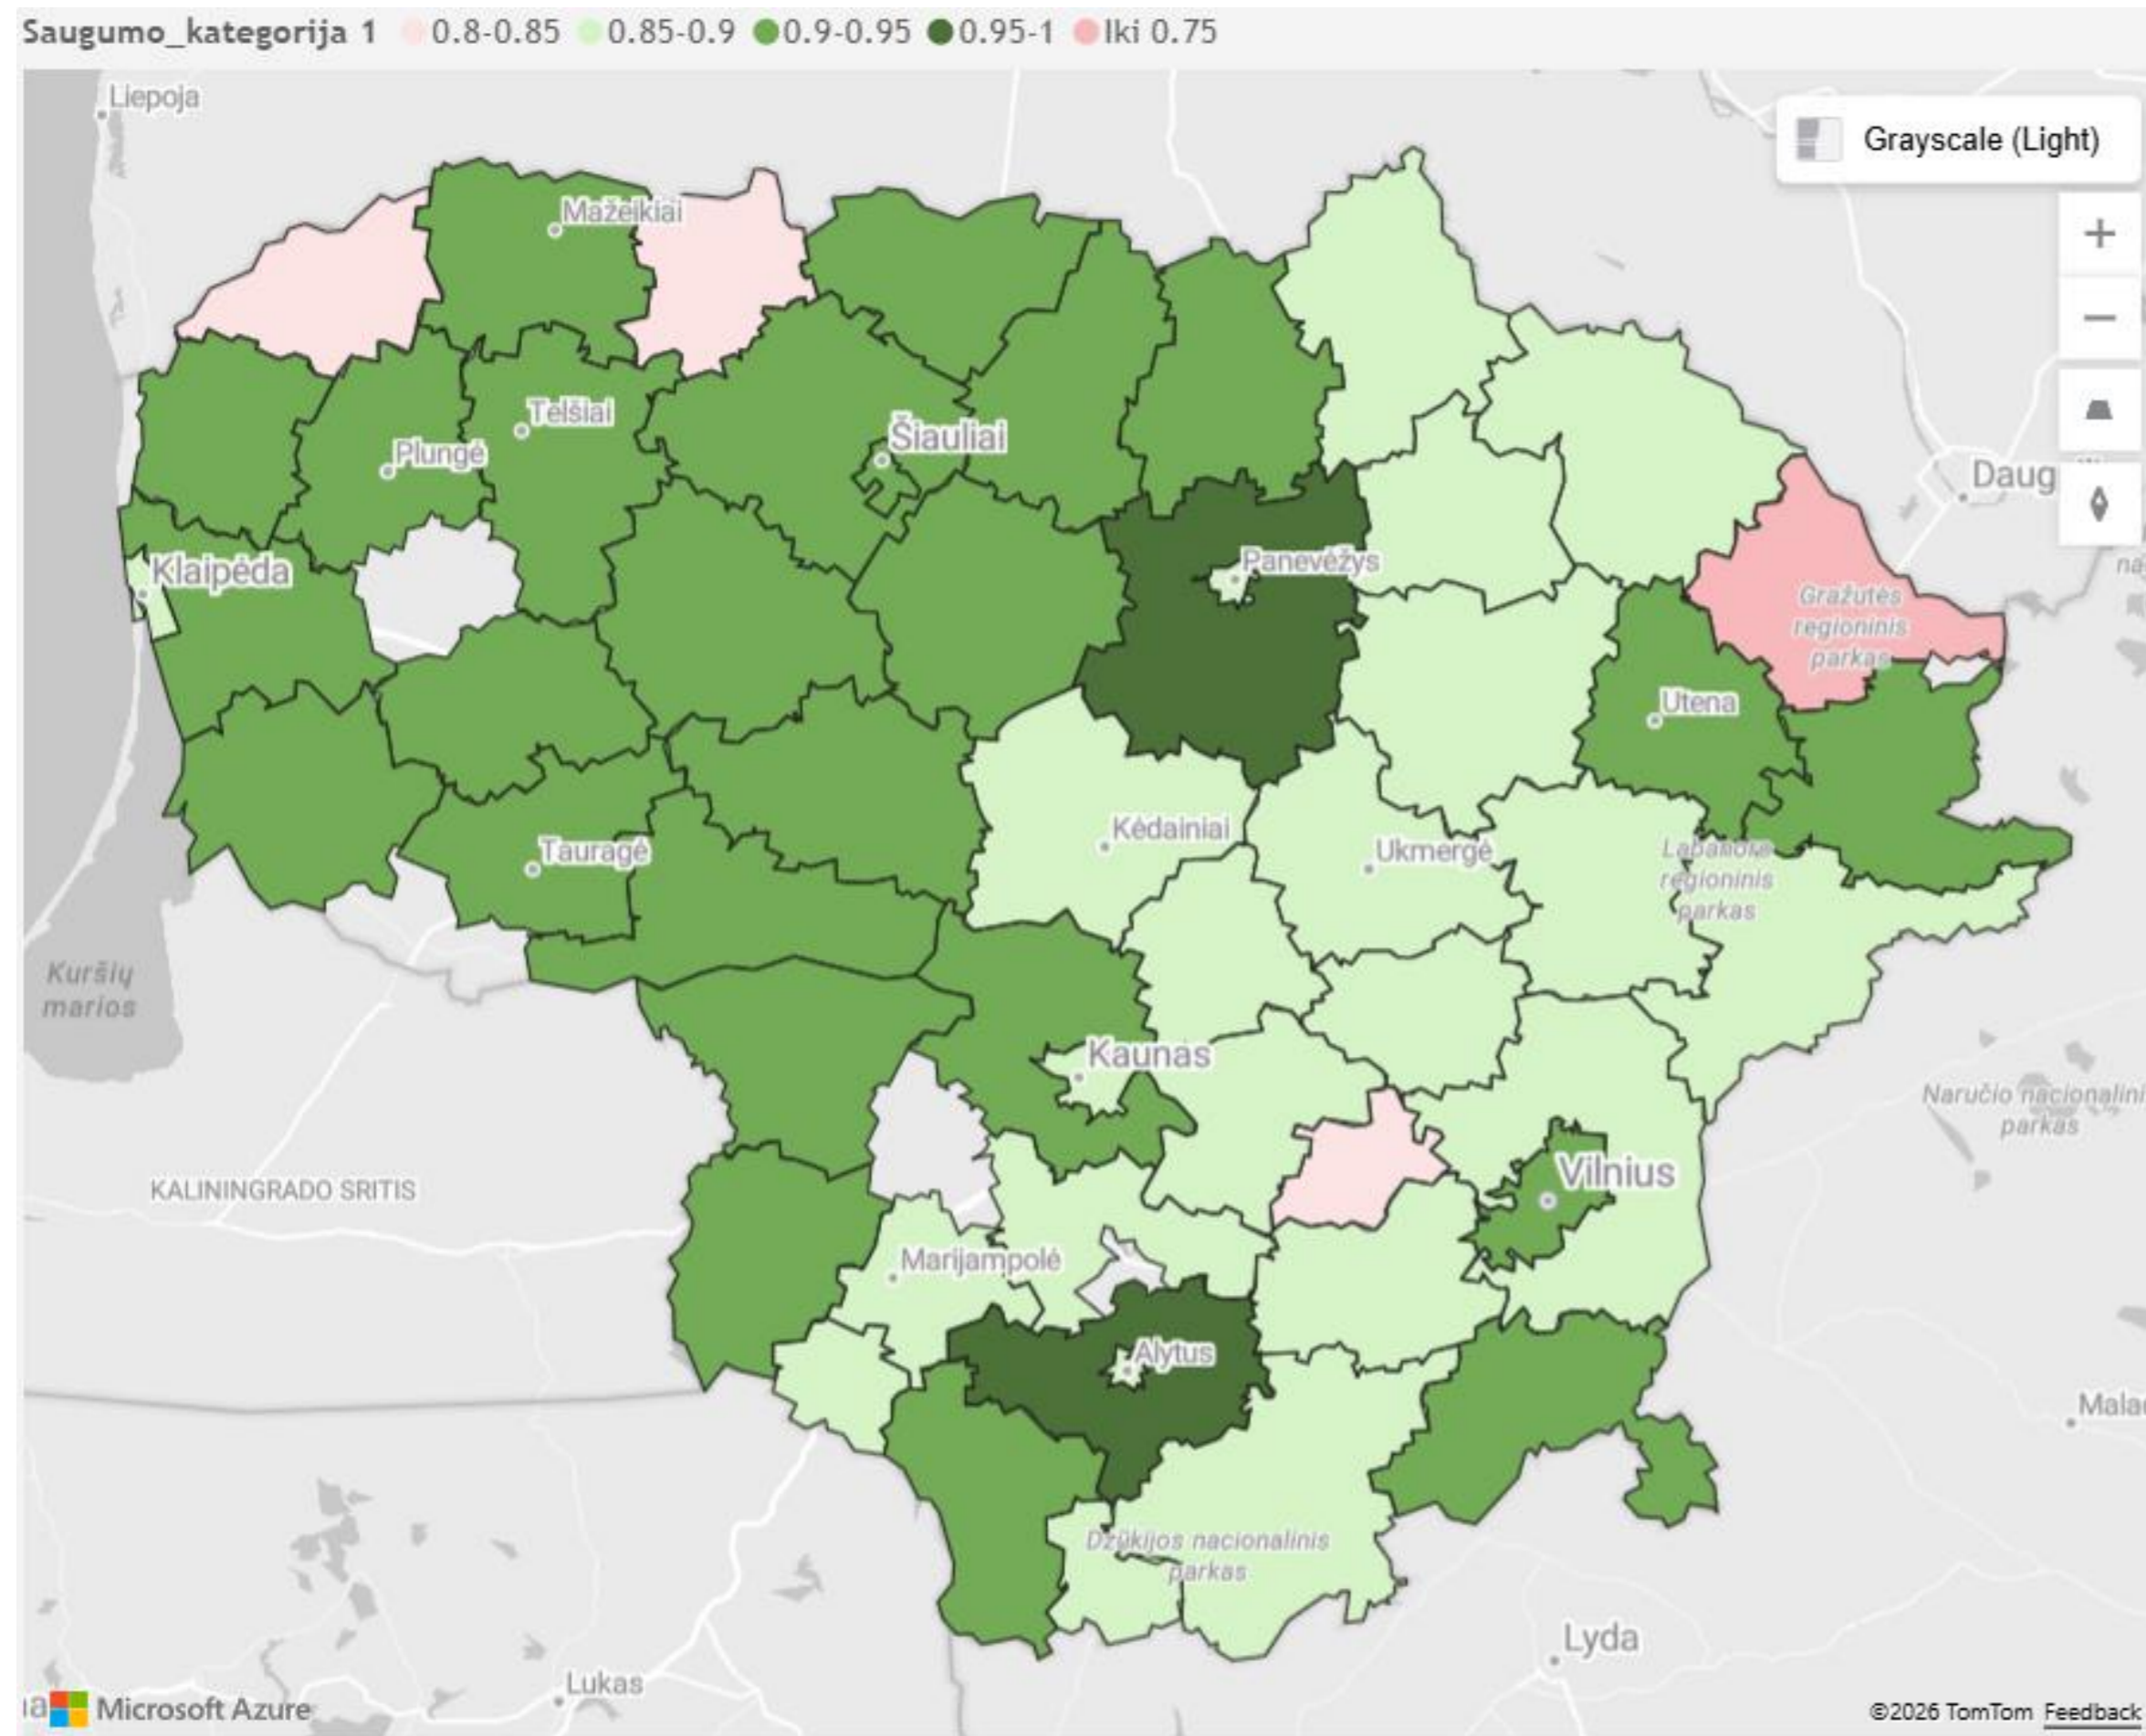 Saugumo_kategorija 1 0.8-0.85 0.85-0.9 0.9-0.95 0.95-1 Iki 0.75
Liepoja
Grayscale (Light)
Mažeikiai
Telšiai
Šiauliai
Plungė
Daug
Klaipėda
Panevėžys
na
Gražutės
regioninis
parkas
Utena
Kėdainiai
Ukmergė
Tauragė
Labanoro
regioninis
parkas
Kuršių
marios
Kaunas
Naručio nacionalini
parkas
Vilnius
KALININGRADO SRITIS
Marijampolė
Alytus
Malad
Dzūkijos nacionalinis
parkas
Lyda
Lukas
Microsoft Azure
©2026 TomTom Feedback